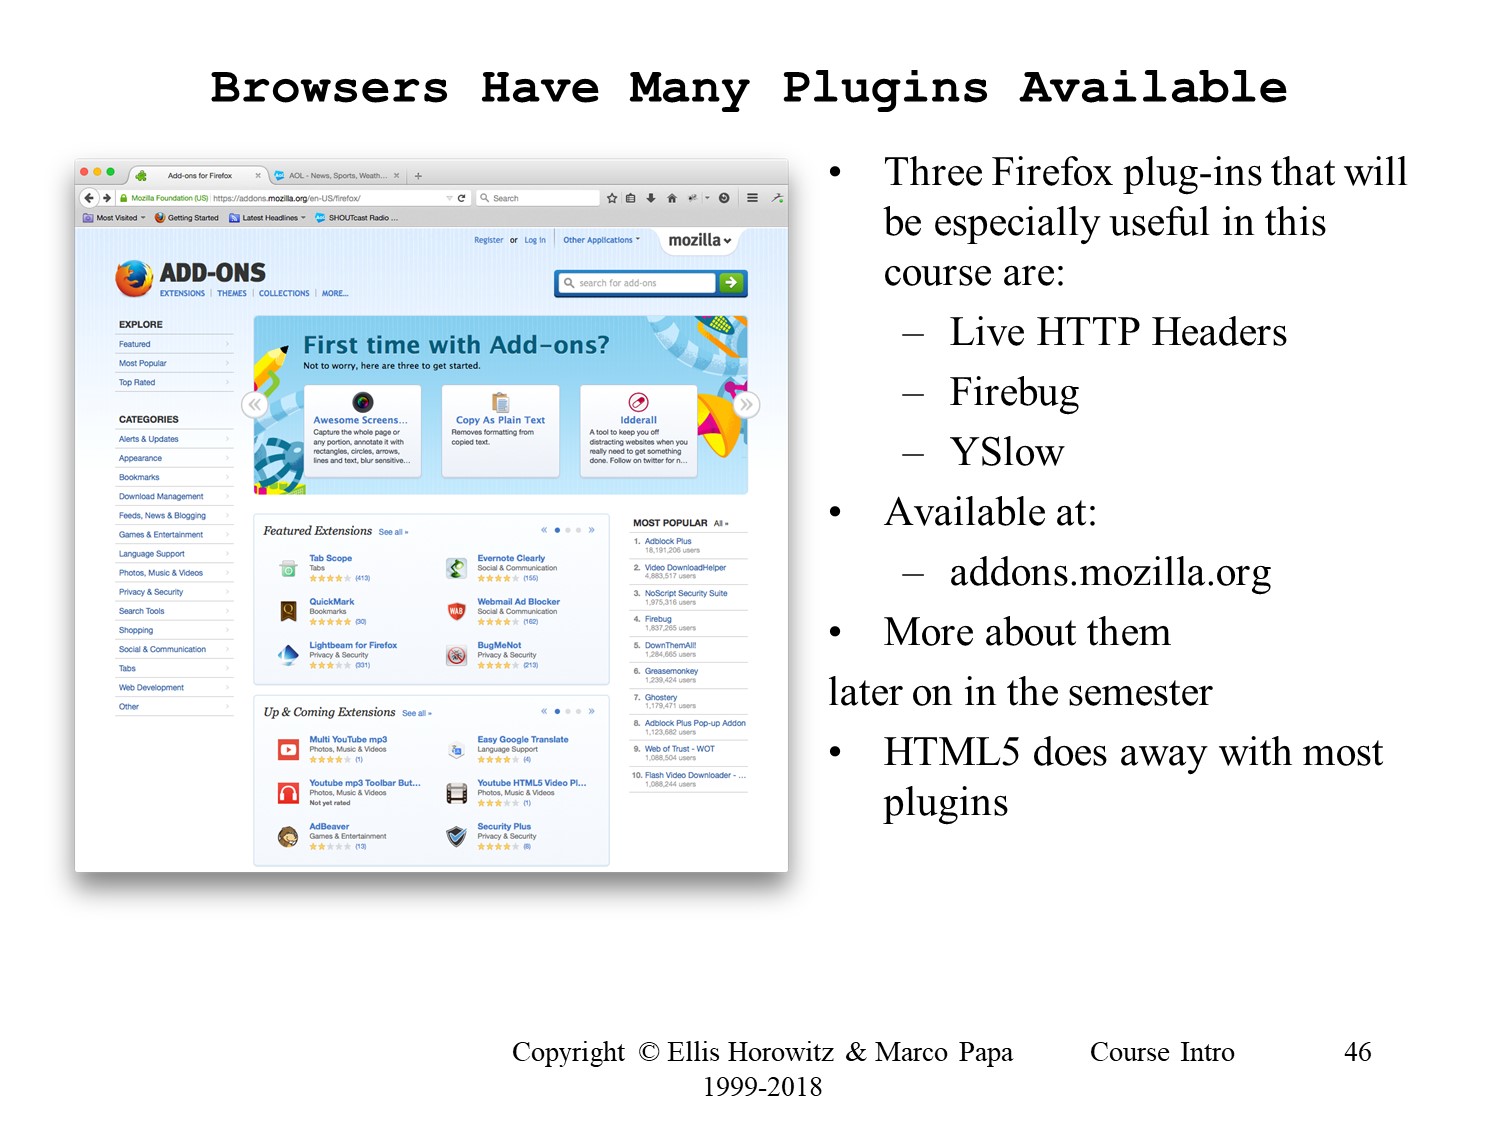 Browsers Have Many Plugins Available
Add-ons for Firefox
AOL - News, Sports, Weath...
Mozilla Foundation (US) https://addons.mozilla.org/en-US/firefox/
Search
Most Visited
Getting Started
Latest Headlines
SHOUTcast Radio ...
Register or Log in
Other Applications
mozilla
ADD-ONS
EXTENSIONS | THEMES | COLLECTIONS | MORE...
search for add-ons
EXPLORE
Featured
Most Popular
Top Rated
CATEGORIES
Alerts & Updates
Appearance
Bookmarks
Download Management
Feeds, News & Blogging
Games & Entertainment
Language Support
Photos, Music & Videos
Privacy & Security
Search Tools
Shopping
Social & Communication
Tabs
Web Development
Other
First time with Add-ons?
Not to worry, here are three to get started.
Awesome Screens...
Capture the whole page or
any portion, annotate it with
rectangles, circles, arrows,
lines and text, blur sensitive...
Copy As Plain Text
Removes formatting from
copied text.
Idderall
A tool to keep you off
distracting websites when you
really need to get something
done. Follow on twitter for n...
Featured Extensions See all »
Tab Scope
Tabs
(413)
Evernote Clearly
Social & Communication
(155)
QuickMark
Bookmarks
(30)
Webmail Ad Blocker
Social & Communication
WAB
(162)
Lightbeam for Firefox
Privacy & Security
(331)
BugMeNot
Privacy & Security
(213)
Up & Coming Extensions See all »
Multi YouTube mp3
Photos, Music & Videos
(1)
Easy Google Translate
Language Support
(4)
Youtube mp3 Toolbar But...
Photos, Music & Videos
Not yet rated
Youtube HTML5 Video Pl...
Photos, Music & Videos
(1)
AdBeaver
Games & Entertainment
(13)
Security Plus
Privacy & Security
(8)
MOST POPULAR All »
1. Adblock Plus
18,191,206 users
2. Video DownloadHelper
4,883,517 users
3. NoScript Security Suite
1,975,316 users
4. Firebug
1,837,265 users
5. DownThemAll!
1,284,665 users
6. Greasemonkey
1,239,424 users
7. Ghostery
1,179,471 users
8. Adblock Plus Pop-up Addon
1,123,682 users
9. Web of Trust - WOT
1,088,504 users
10. Flash Video Downloader - ...
1,088,244 users
• Three Firefox plug-ins that will
be especially useful in this
course are:
– Live HTTP Headers
– Firebug
– YSlow
• Available at:
– addons.mozilla.org
• More about them
later on in the semester
• HTML5 does away with most
plugins
Copyright © Ellis Horowitz & Marco Papa
1999-2018
Course Intro
46